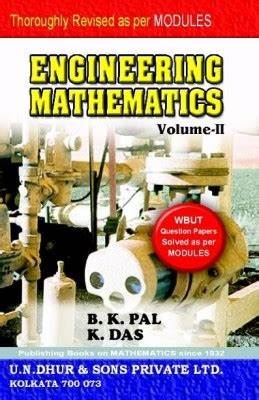 Thoroughly Revised as per MODULES
ENGINEERING
MATHEMATICS
Volume-II
WBUT
Question Papers
Solved as per
MODULES
B. K. PAL
K. DAS
Publishing Books on MATHEMATICS since 1932
U.N.DHUR & SONS PRIVATE LTD.
KOLKATA 700 073